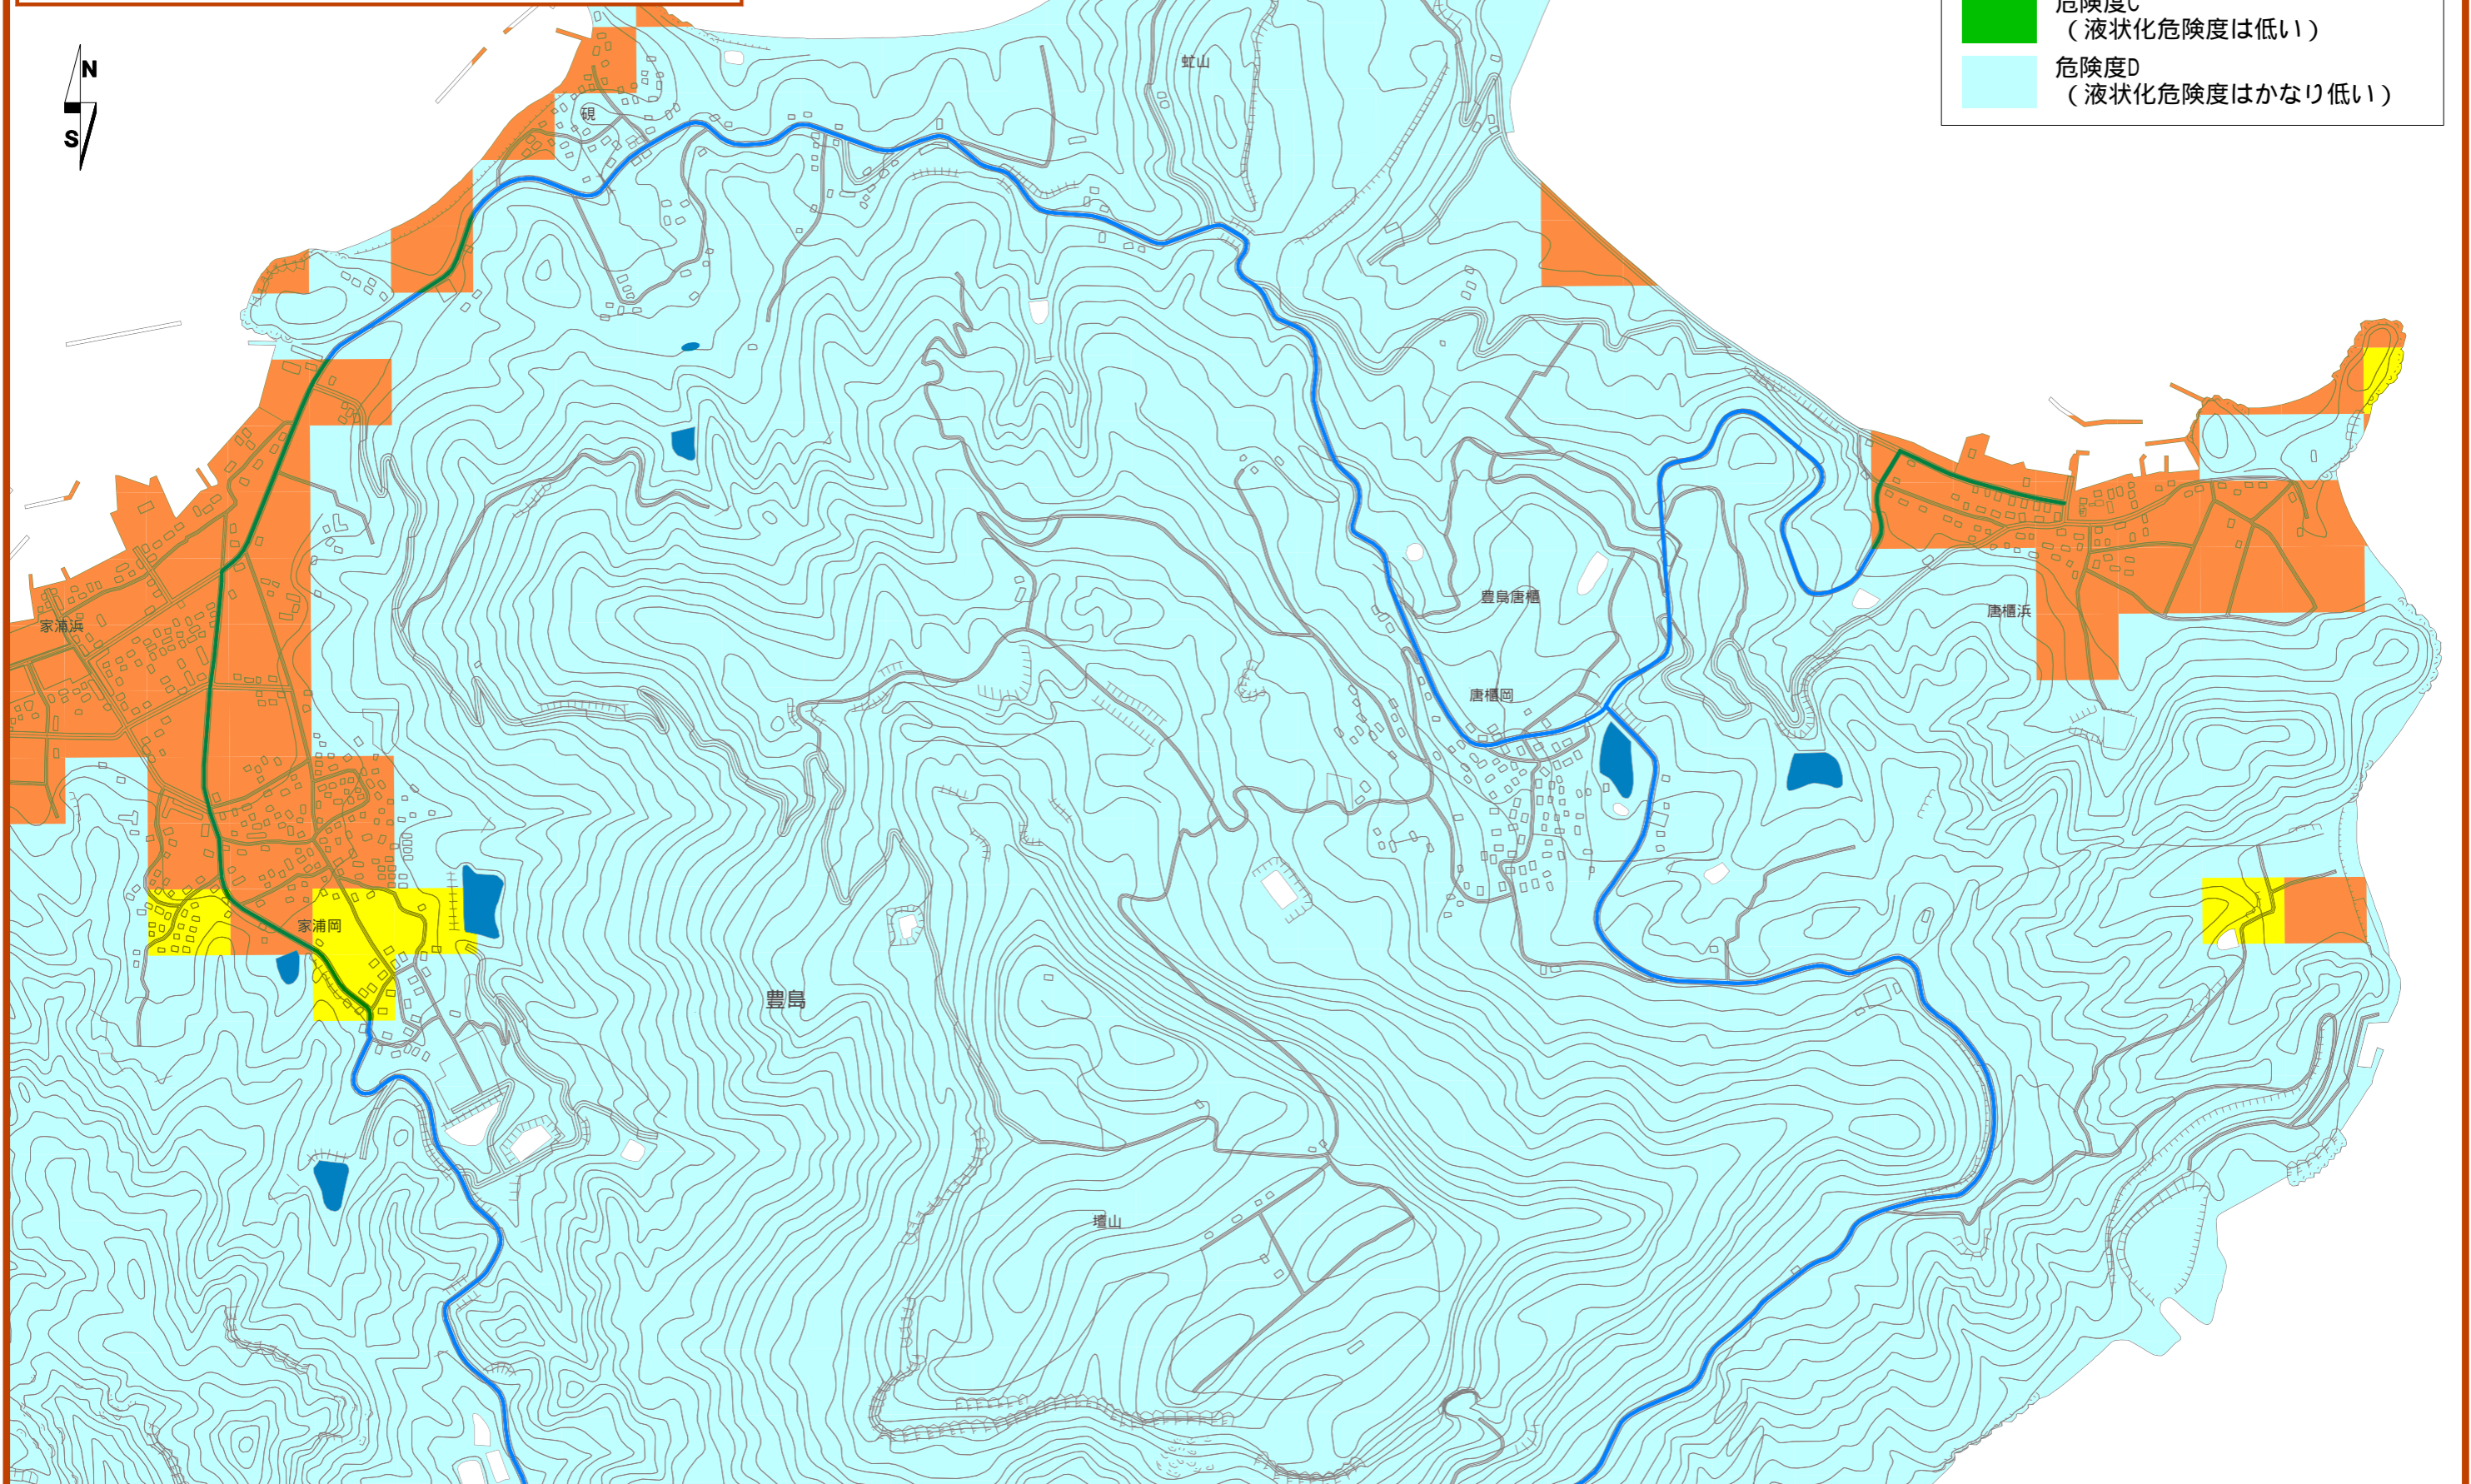 危険度C
（液状化危険度は低い）
危険度D
（液状化危険度はかなり低い）
N
S
虻山
硯
家浦浜
豊島唐櫃
唐櫃浜
唐櫃岡
家浦岡
豊島
壇山